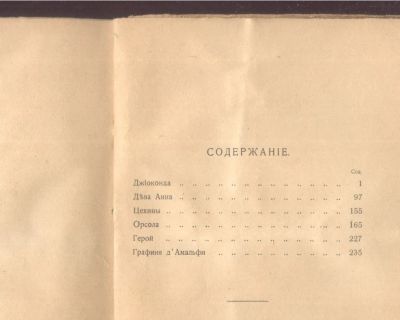 СОДЕРЖАНІЕ.
Стр.
Джіоконда .. .. .. .. .. .. .. .. .. .. .. .. 1
Дѣва Анна .. .. .. .. .. .. .. .. .. .. .. .. 97
Цехины .. .. .. .. .. .. .. .. .. .. .. .. 155
Орсола .. .. .. .. .. .. .. .. .. .. .. .. 165
Герой .. .. .. .. .. .. .. .. .. .. .. .. 227
Графиня д'Амальфи .. .. .. .. .. .. .. .. .. .. 235